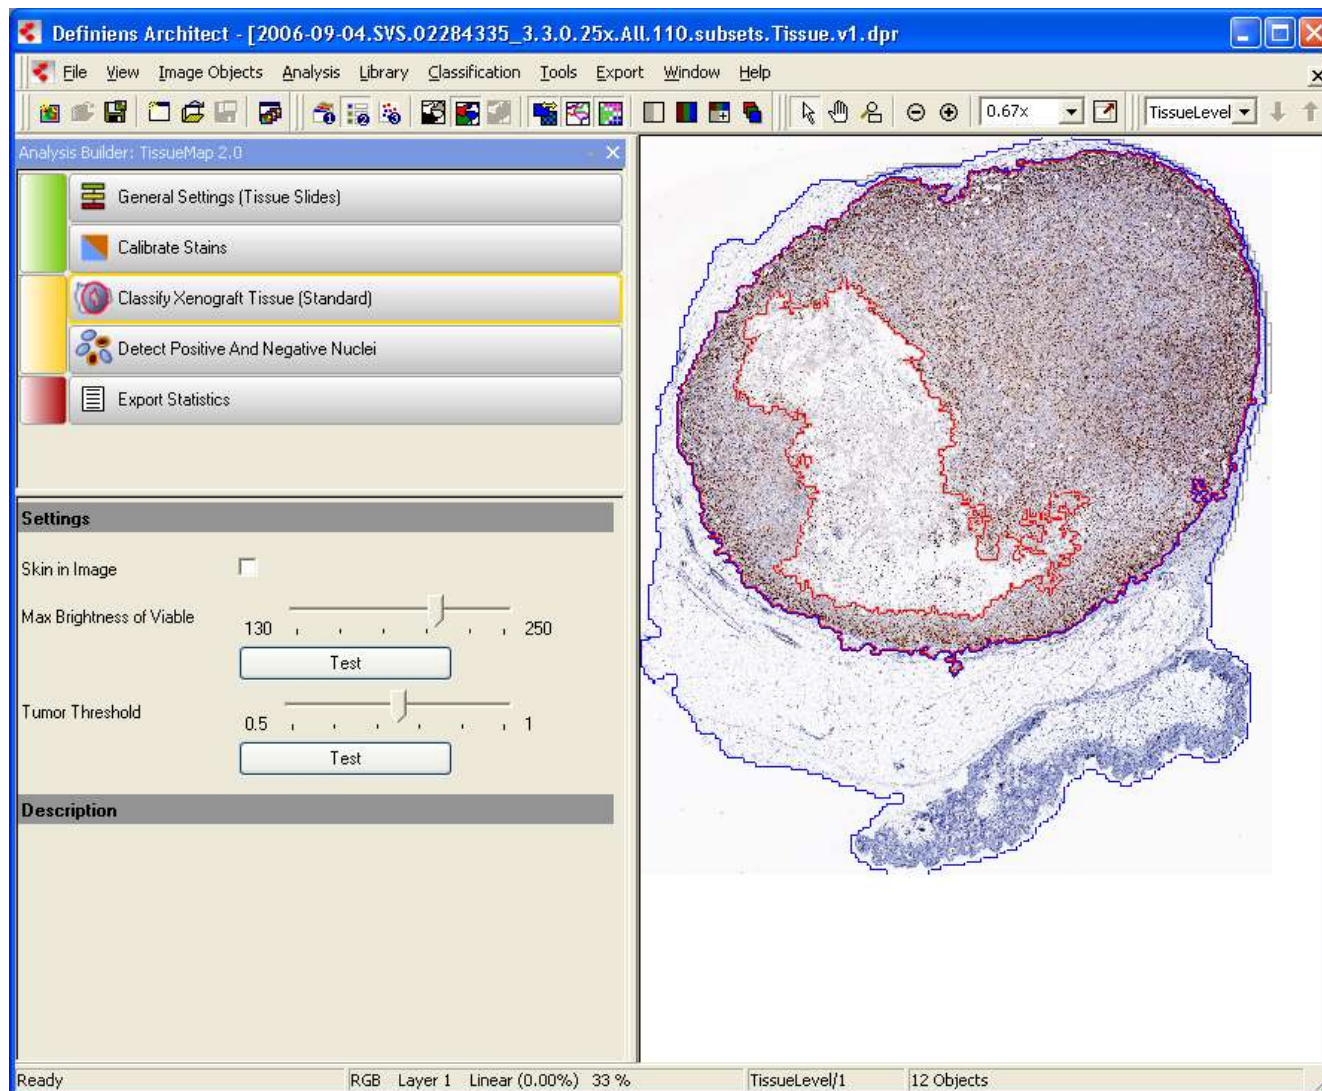 Definiens Architect - [2006-09-04.SVS.02284335_3.3.0.25x.All.110.subsets.Tissue.v1.dpr
File View Image Objects Analysis Library Classification Tools Export Window Help
0.67x TissueLevel
Analysis Builder: TissueMap 2.0
General Settings (Tissue Slides)
Calibrate Stains
Classify Xenograft Tissue (Standard)
Detect Positive And Negative Nuclei
Export Statistics
Settings
Skin in Image
Max Brightness of Viable
130 250
Test
Tumor Threshold
0.5 1
Test
Description
Ready RGB Layer 1 Linear (0.00%) 33 % TissueLevel/1 12 Objects